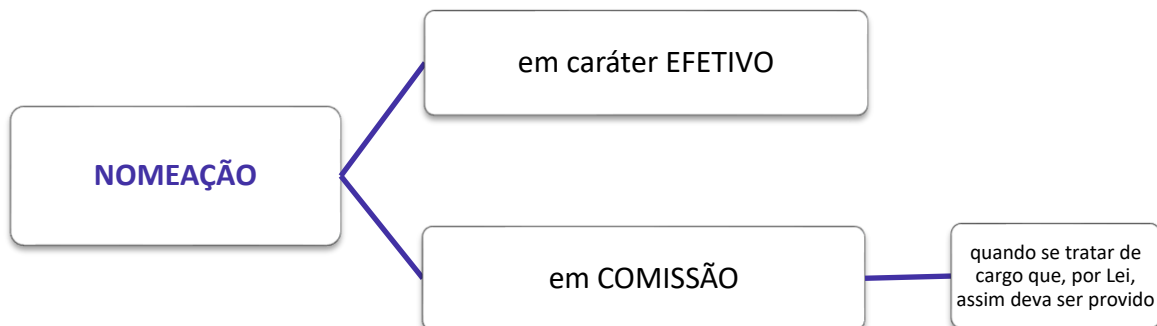 em caráter EFETIVO
NOMEAÇÃO
em COMISSÃO
quando se tratar de
cargo que, por Lei,
assim deva ser provido